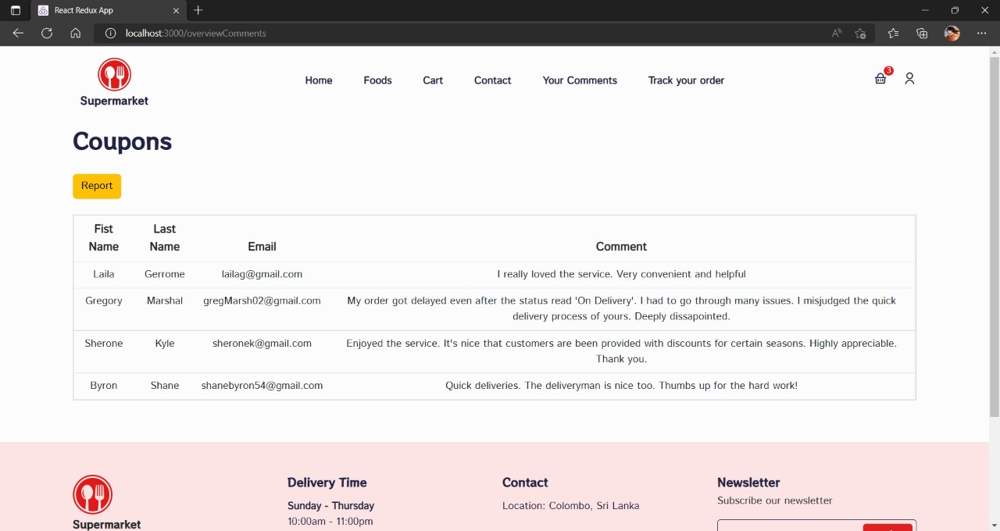 React Redux App
localhost:3000/overviewComments
3
Supermarket
Home Foods Cart Contact Your Comments Track your order
Coupons
Report
Fist Name Last Name Email Comment
Laila Gerrome lailag@gmail.com I really loved the service. Very convenient and helpful
Gregory Marshal gregMarsh02@gmail.com My order got delayed even after the status read 'On Delivery'. I had to go through many issues. I misjudged the quick
delivery process of yours. Deeply dissapointed.
Sherone Kyle sheronek@gmail.com Enjoyed the service. It's nice that customers are been provided with discounts for certain seasons. Highly appreciable.
Thank you.
Byron Shane shanebyron54@gmail.com Quick deliveries. The deliveryman is nice too. Thumbs up for the hard work!
Supermarket
Delivery Time
Sunday - Thursday
10:00am - 11:00pm
Contact
Location: Colombo, Sri Lanka
Newsletter
Subscribe our newsletter